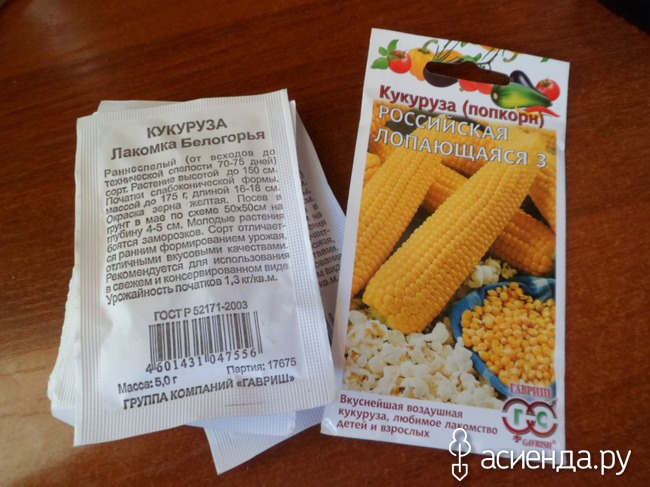 КУКУРУЗА
Лакомка Белогорья
Раннеспелый (от всходов до
технической спелости 70-75 дней)
сорт. Растение высотой до 150 см.
Початки слабоконической формы,
массой до 175 г, длиной 16-18 см.
Окраска зерна желтая. Посев в
грунт в мае по схеме 50х50см на
глубину 4-5 см. Молодые растения
боятся заморозков. Сорт отличает-
ся ранним формированием урожая,
отличными вкусовыми качествами.
Рекомендуется для использования
в свежем и консервированном виде
Урожайность початков 1,3 кг/кв.м.
ГОСТ Р 52171-2003
4 601431 047556
Масса: 5,0 г
Партия: 17675
ГРУППА КОМПАНИЙ "ГАВРИШ"
Кукуруза (попкорн)
РОССИЙСКАЯ
ЛОПАЮЩАЯСЯ 3
ГАВРИШ
Г С
GAVRISH
Вкуснейшая воздушная
кукуруза, любимое лакомство
детей и взрослых
асиенда.ру